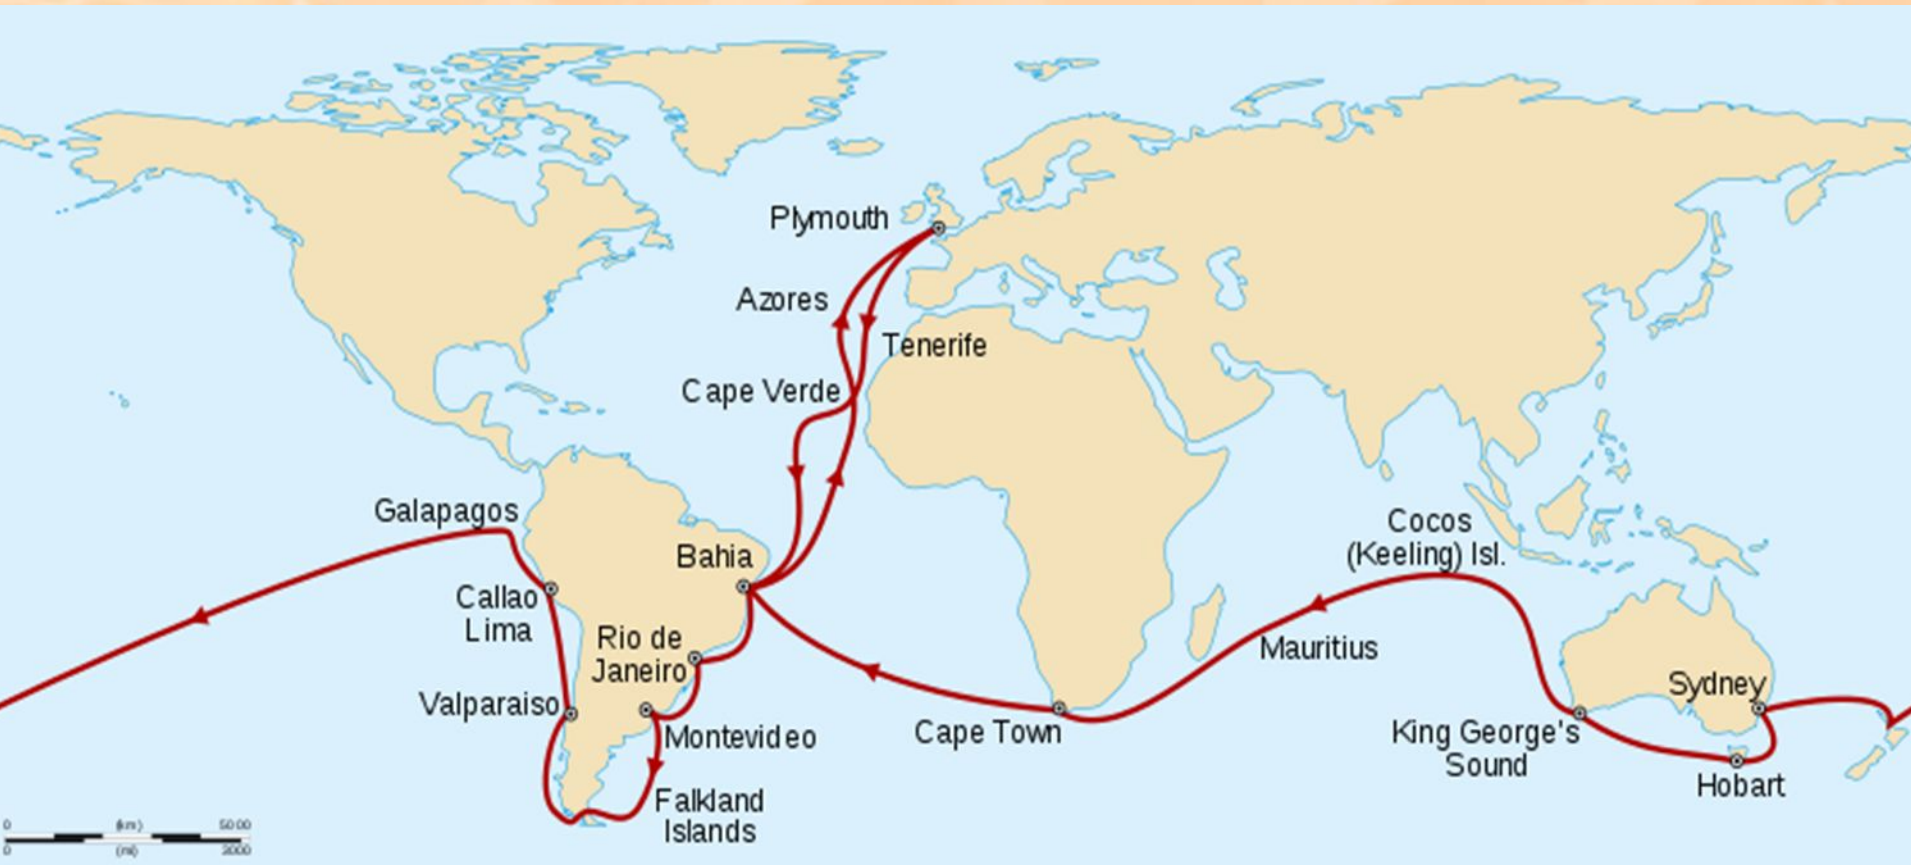 Plymouth
Azores
Tenerife
Cape Verde
Galapagos
Cocos
(Keeling) Isl.
Bahia
Callao
Lima
Rio de
Janeiro
Mauritius
Valparaiso
Sydney
Montevideo
Cape Town
King George's
Sound
Hobart
Falkland
Islands
0 (km) 5000
0 (mi) 3000